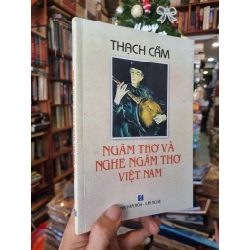 THẠCH CẦM
NGÂM THƠ VÀ
NGHE NGÂM THƠ
VIỆT NAM